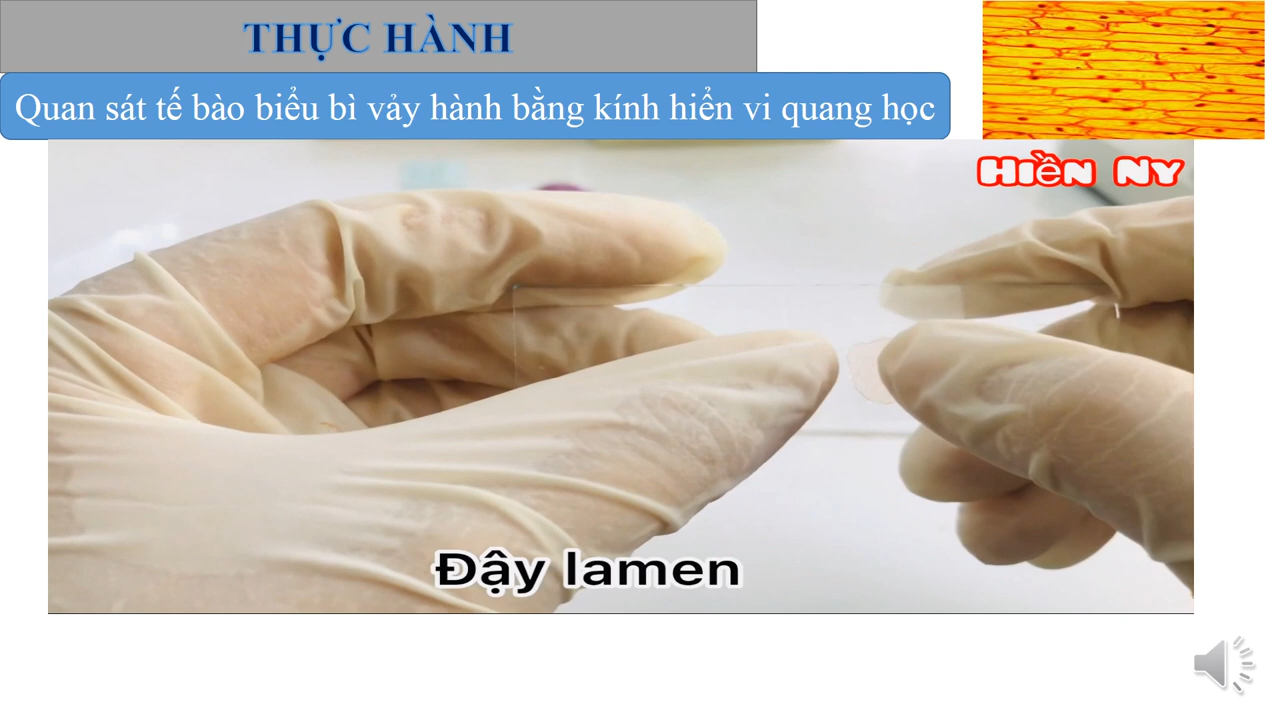 THỰC HÀNH
Quan sát tế bào biểu bì vảy hành bằng kính hiển vi quang học
Hiền Ny
Đậy lamen